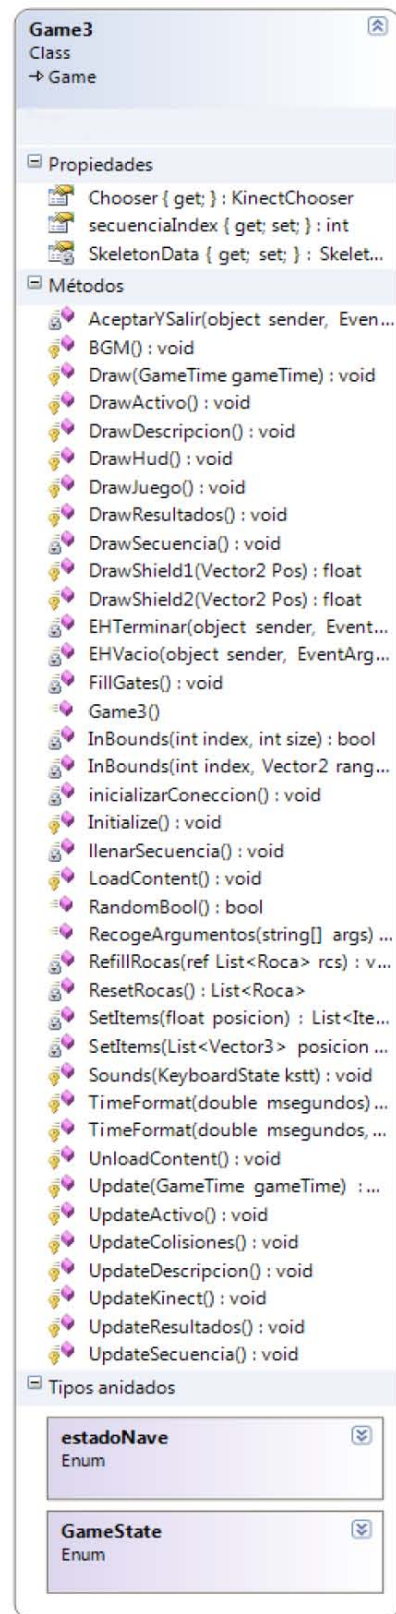 Game3
Class
→ Game
Propiedades
Chooser { get; } : KinectChooser
secuenciaIndex { get; set; } : int
SkeletonData { get; set; } : Skelet...
Métodos
AceptarYSalir(object sender, Even...
BGM() : void
Draw(GameTime gameTime) : void
DrawActivo() : void
DrawDescripcion() : void
DrawHud() : void
DrawJuego() : void
DrawResultados() : void
DrawSecuencia() : void
DrawShield1(Vector2 Pos) : float
DrawShield2(Vector2 Pos) : float
EHTerminar(object sender, Event...
EHVacio(object sender, EventArg...
FillGates() : void
Game3()
InBounds(int index, int size) : bool
InBounds(int index, Vector2 rang...
inicializarConeccion() : void
Initialize() : void
llenarSecuencia() : void
LoadContent() : void
RandomBool() : bool
RecogeArgumentos(string[] args) ...
RefillRocas(ref List<Roca> rcs) : v...
ResetRocas() : List<Roca>
SetItems(float posicion) : List<Ite...
SetItems(List<Vector3> posicion ...
Sounds(KeyboardState kstt) : void
TimeFormat(double msegundos) ...
TimeFormat(double msegundos, ...
UnloadContent() : void
Update(GameTime gameTime) : ...
UpdateActivo() : void
UpdateColisiones() : void
UpdateDescripcion() : void
UpdateKinect() : void
UpdateResultados() : void
UpdateSecuencia() : void
Tipos anidados
estadoNave
Enum
GameState
Enum